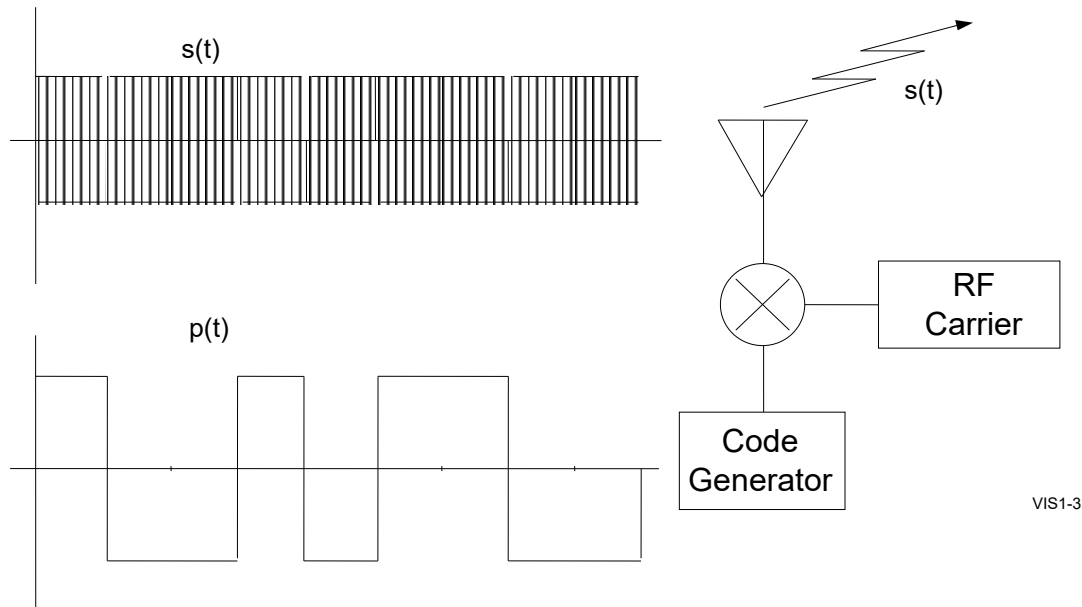 s(t)
s(t)
RF
Carrier
p(t)
Code
Generator
VIS1-3